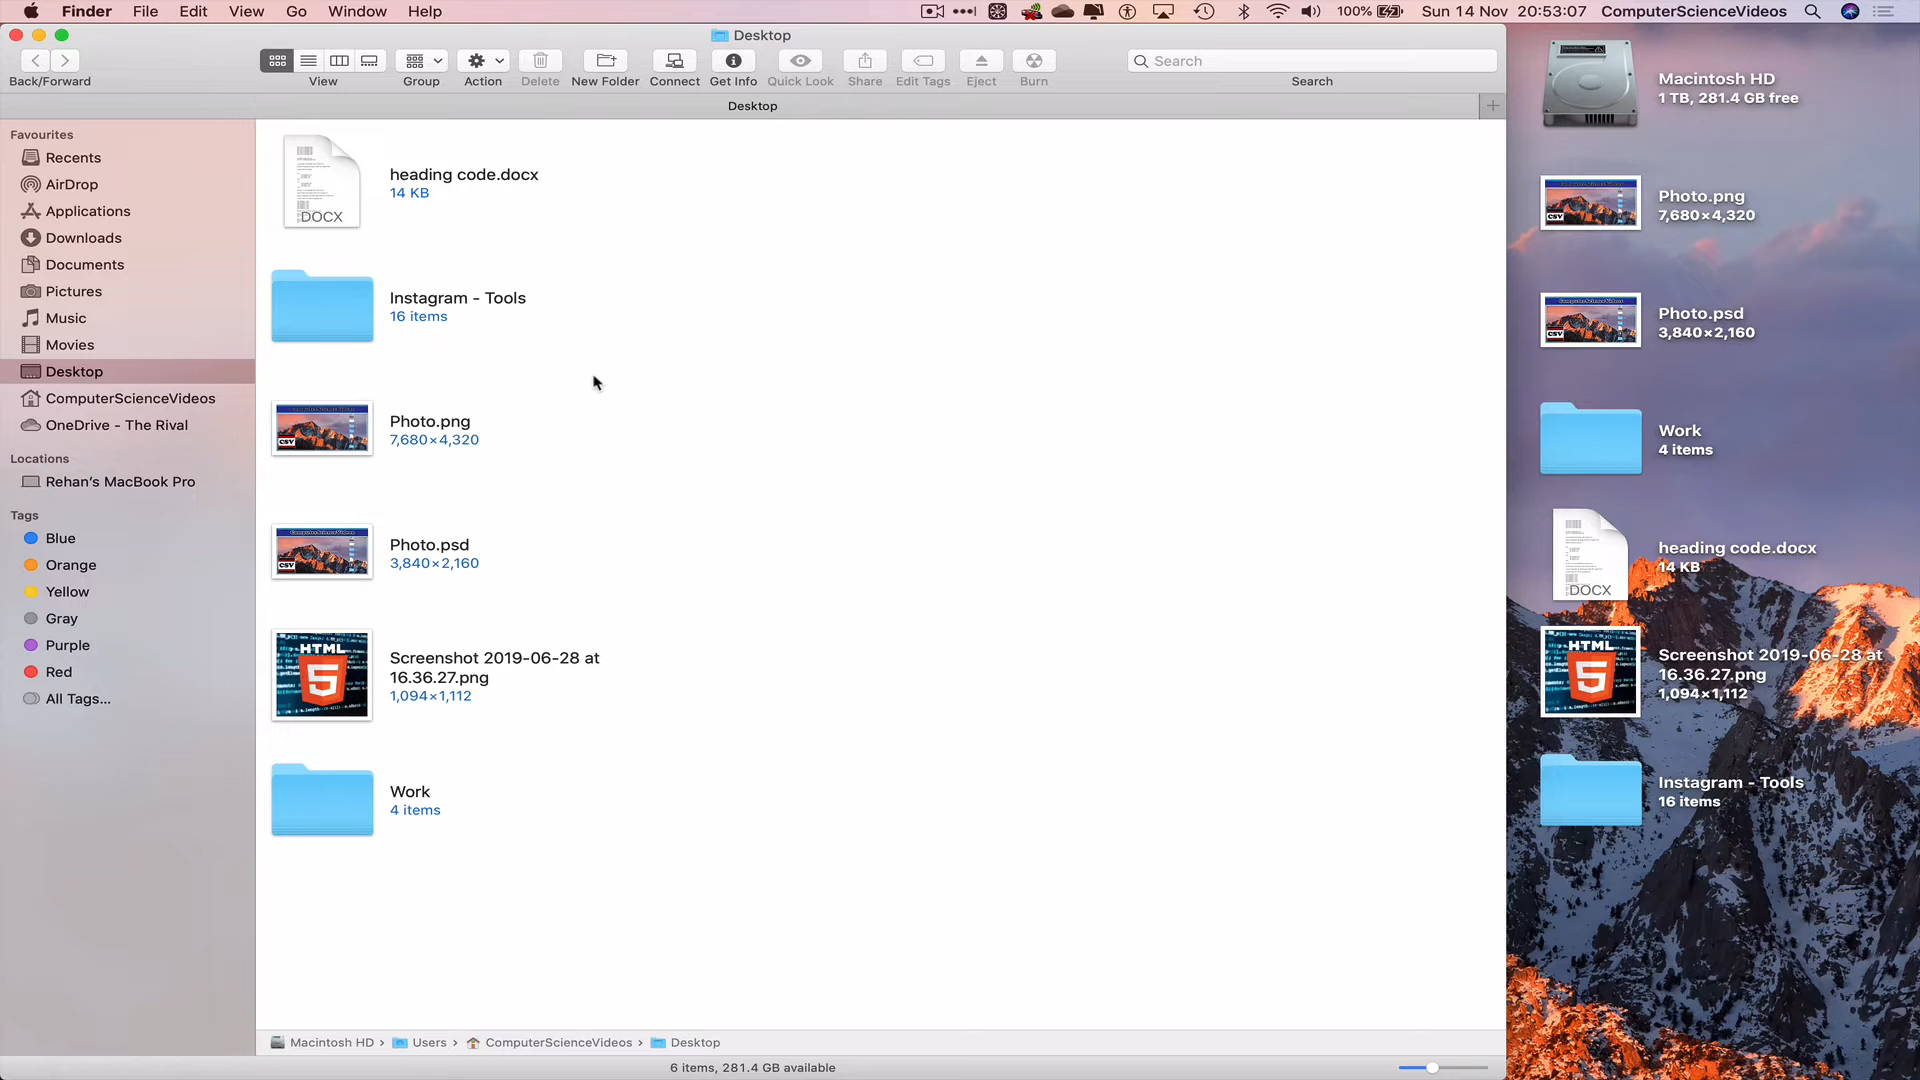 Finder File Edit View Go Window Help
100% Sun 14 Nov 20:53:07 ComputerScienceVideos
Desktop
Back/Forward View Group Action Delete New Folder Connect Get Info Quick Look Share Edit Tags Eject Burn
Search
Search
Desktop
Favourites
Recents
AirDrop
Applications
Downloads
Documents
Pictures
Music
Movies
Desktop
ComputerScienceVideos
OneDrive - The Rival
Locations
Rehan's MacBook Pro
Tags
Blue
Orange
Yellow
Gray
Purple
Red
All Tags...
DOCX
heading code.docx
14 KB
Instagram - Tools
16 items
CSV
Photo.png
7,680×4,320
ComputerScienceVideos
CSV
Photo.psd
3,840×2,160
HTML
5
Screenshot 2019-06-28 at
16.36.27.png
1,094×1,112
Work
4 items
Macintosh HD › Users › ComputerScienceVideos › Desktop
6 items, 281.4 GB available
Macintosh HD
1 TB, 281.4 GB free
CSV
Photo.png
7,680×4,320
ComputerScienceVideos
CSV
Photo.psd
3,840×2,160
Work
4 items
DOCX
heading code.docx
14 KB
HTML
5
Screenshot 2019-06-28 at
16.36.27.png
1,094×1,112
Instagram - Tools
16 items